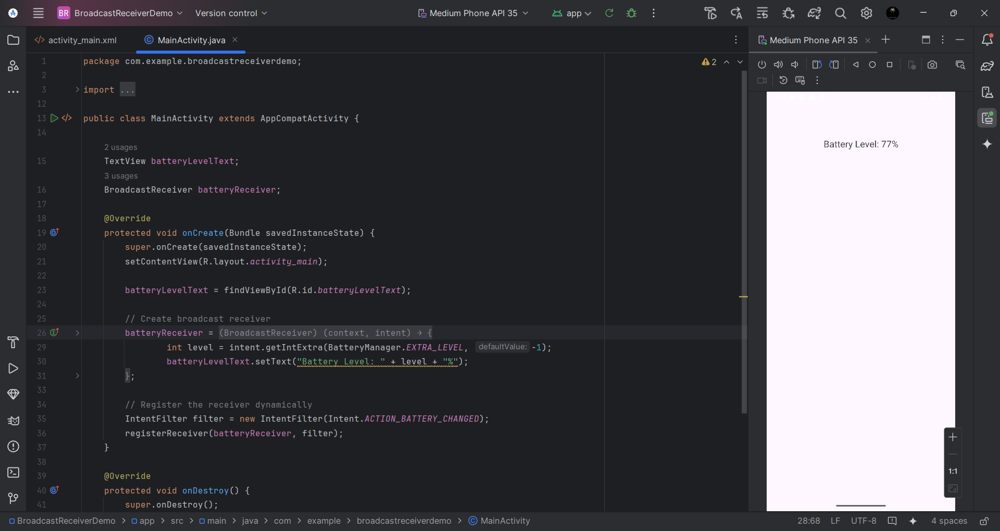 BR BroadcastReceiverDemo Version control Medium Phone API 35 app
activity_main.xml MainActivity.java Medium Phone API 35
1 package com.example.broadcastreceiverdemo; 2
2
3 import ...
12
13 public class MainActivity extends AppCompatActivity {
14
2 usages
15 TextView batteryLevelText;
3 usages
16 BroadcastReceiver batteryReceiver;
17
18 @Override
19 protected void onCreate(Bundle savedInstanceState) {
20 super.onCreate(savedInstanceState);
21 setContentView(R.layout.activity_main);
22
23 batteryLevelText = findViewById(R.id.batteryLevelText);
24
25 // Create broadcast receiver
26 batteryReceiver = (BroadcastReceiver) (context, intent) → {
29 int level = intent.getIntExtra(BatteryManager.EXTRA_LEVEL, defaultValue: -1);
30 batteryLevelText.setText("Battery Level: " + level + "%");
31 };
33
34 // Register the receiver dynamically
35 IntentFilter filter = new IntentFilter(Intent.ACTION_BATTERY_CHANGED);
36 registerReceiver(batteryReceiver, filter);
37 }
38
39 @Override
40 protected void onDestroy() {
41 super.onDestroy();
Battery Level: 77%
1:1
BroadcastReceiverDemo > app > src > main > java > com > example > broadcastreceiverdemo > MainActivity 28:68 LF UTF-8 4 spaces